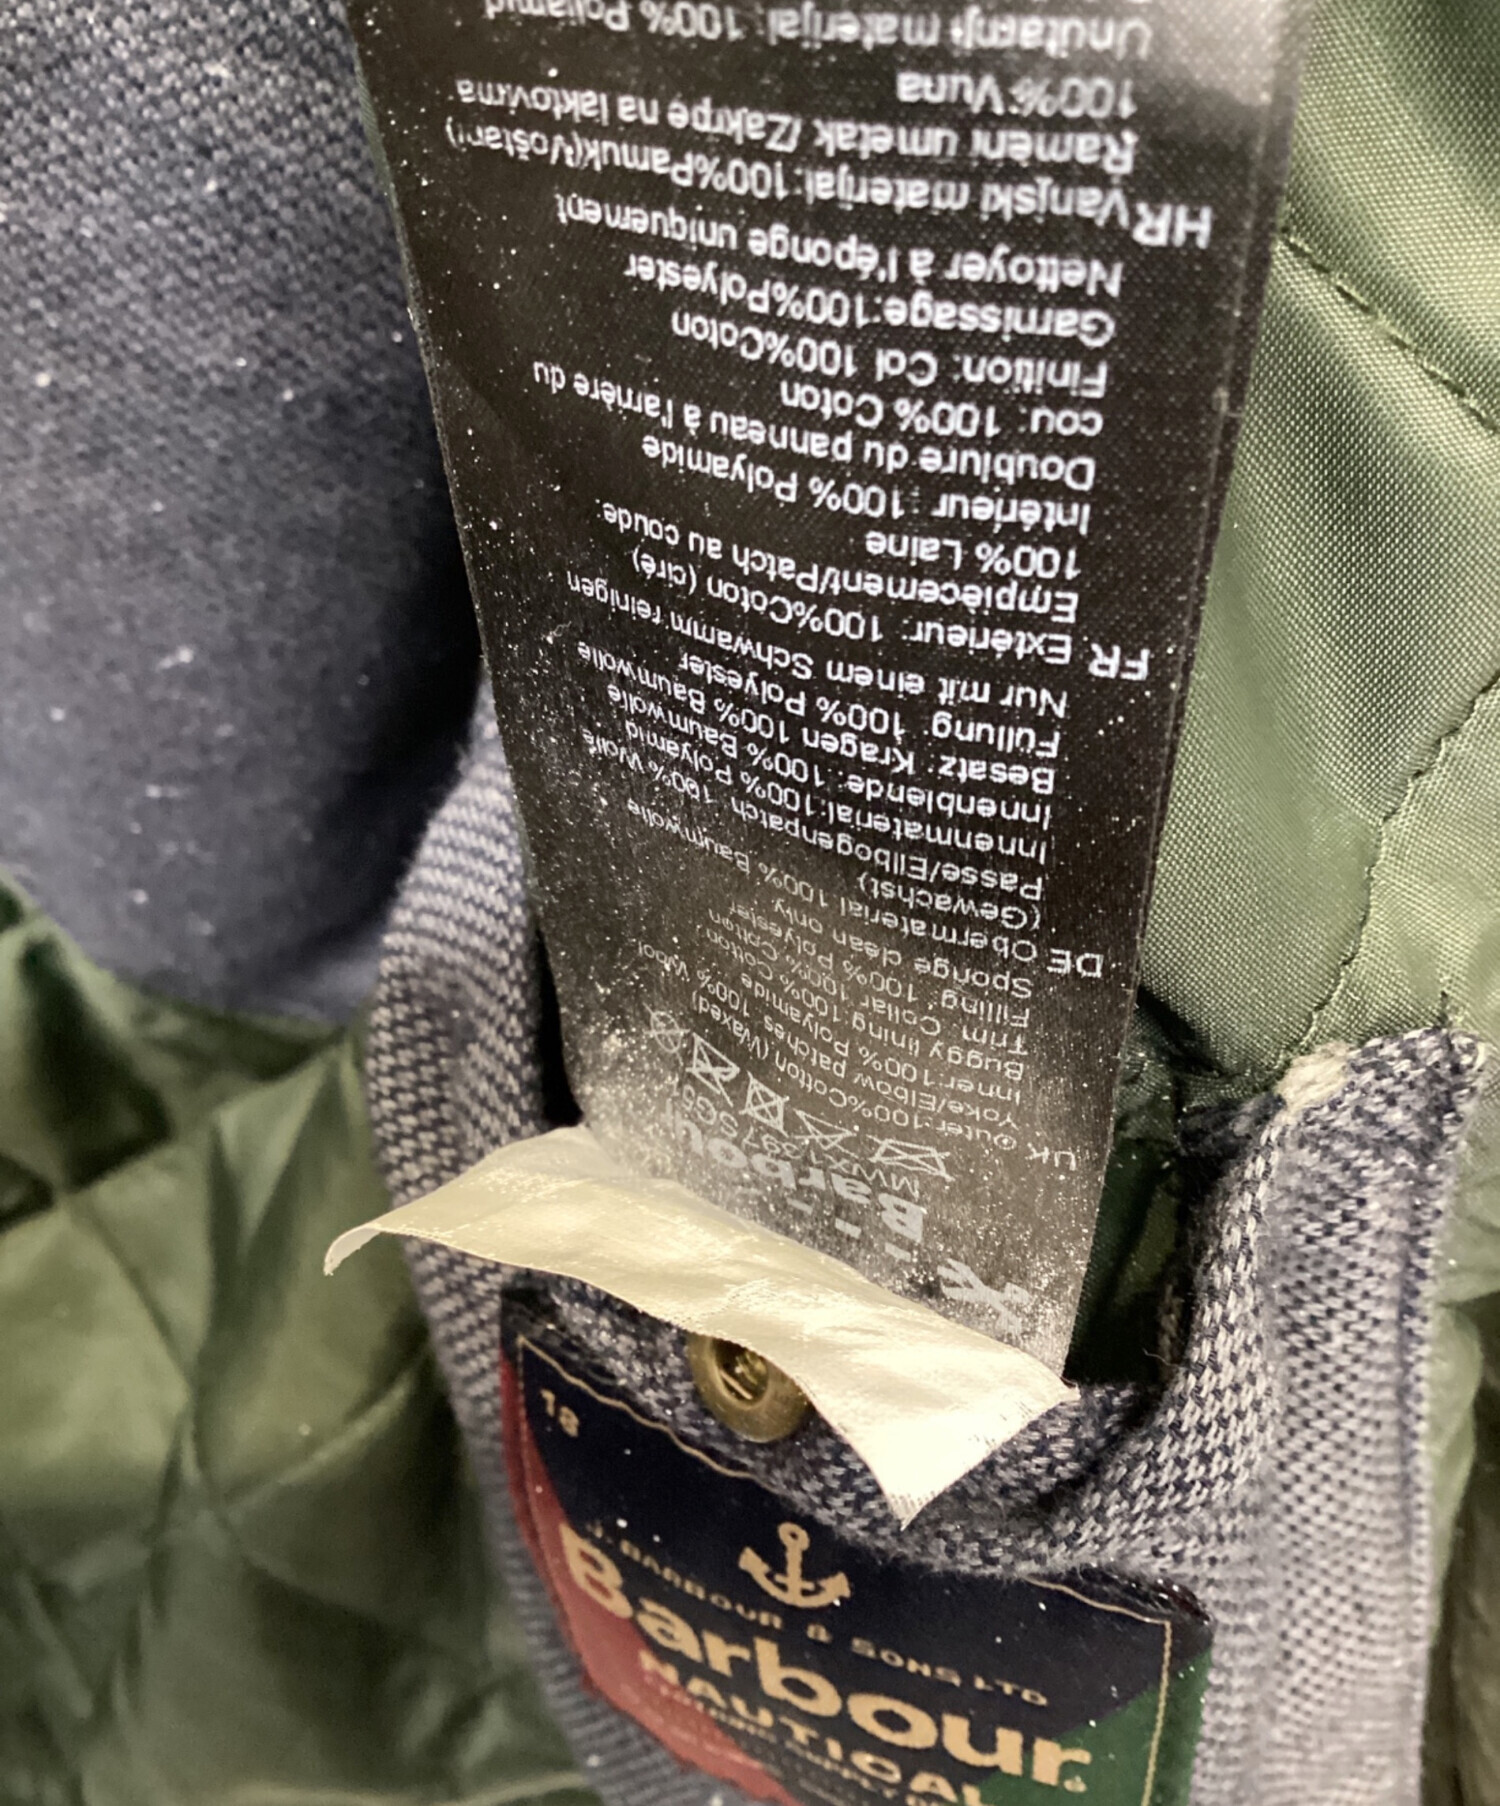 Barbour
UK Outer:100%Cotton (Waxed)
Yoke/Elbow patches 100% Wool
Inner:100% Polyamide
Buggy lining 100% Cotton
Trim. Collar 100% Cotton
Filling: 100% Polyester
Sponge clean only
DE Obermaterial 100% Baumwolle
(Gewachst)
Passe/Ellbogenpatch 100% Wolle
Innenmaterial:100% Polyamid
Innenblende: 100% Baumwolle
Besatz: Kragen 100% Baumwolle
Füllung: 100% Polyester
Nur mit einem Schwamm reinigen
FR Extérieur: 100%Coton (ciré)
Empiècement/Patch au coude:
100% Laine
Intérieur :100% Polyamide
Doublure du panneau à l'arrière du
cou: 100% Coton
Finition: Col 100%Coton
Garnissage:100%Polyester
Nettoyer à l'éponge uniquement
HR Vanjski materijal:100%Pamuk(Voštan)
Rameni umetak /Zakrpe na laktovima
100% Vuna
Unutarnji materijal: 100% Poliamid
J. BARBOUR & SONS LTD
Barbour
NAUTICAL